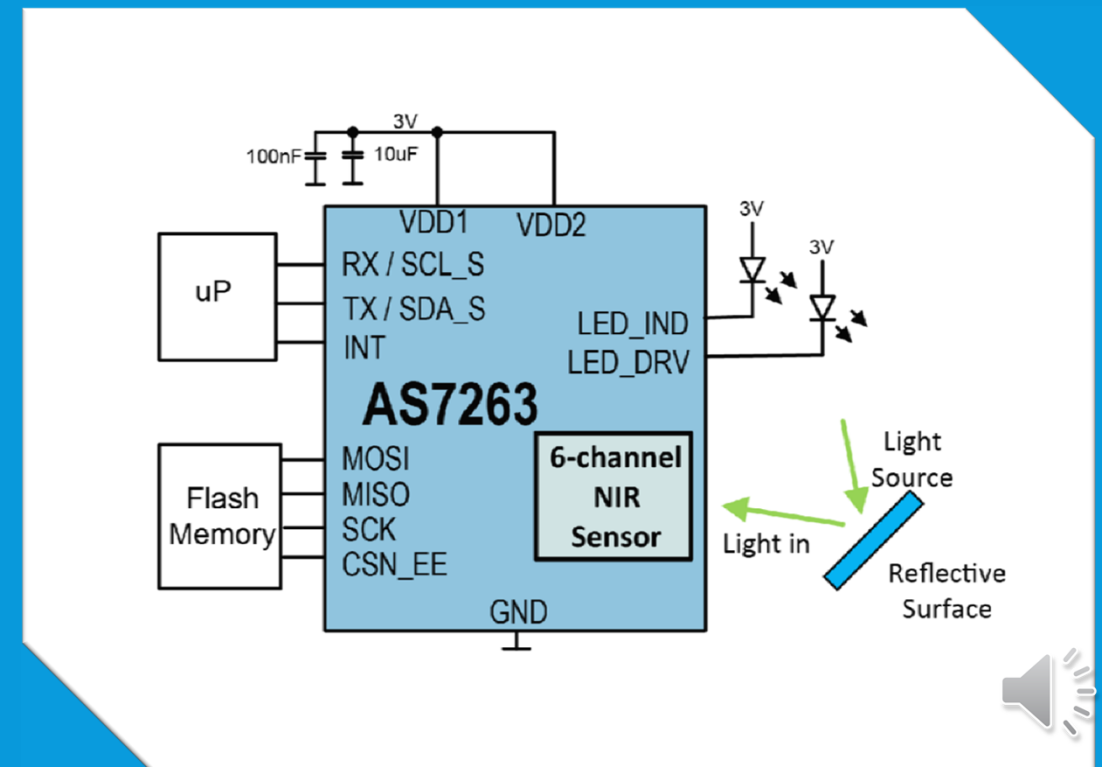 3V
100nF
10uF
VDD1
VDD2
uP
RX / SCL_S
TX / SDA_S
INT
3V
3V
LED_IND
LED_DRV
AS7263
Flash
Memory
MOSI
MISO
SCK
CSN_EE
6-channel
NIR
Sensor
Light
Source
Light in
Reflective
Surface
GND